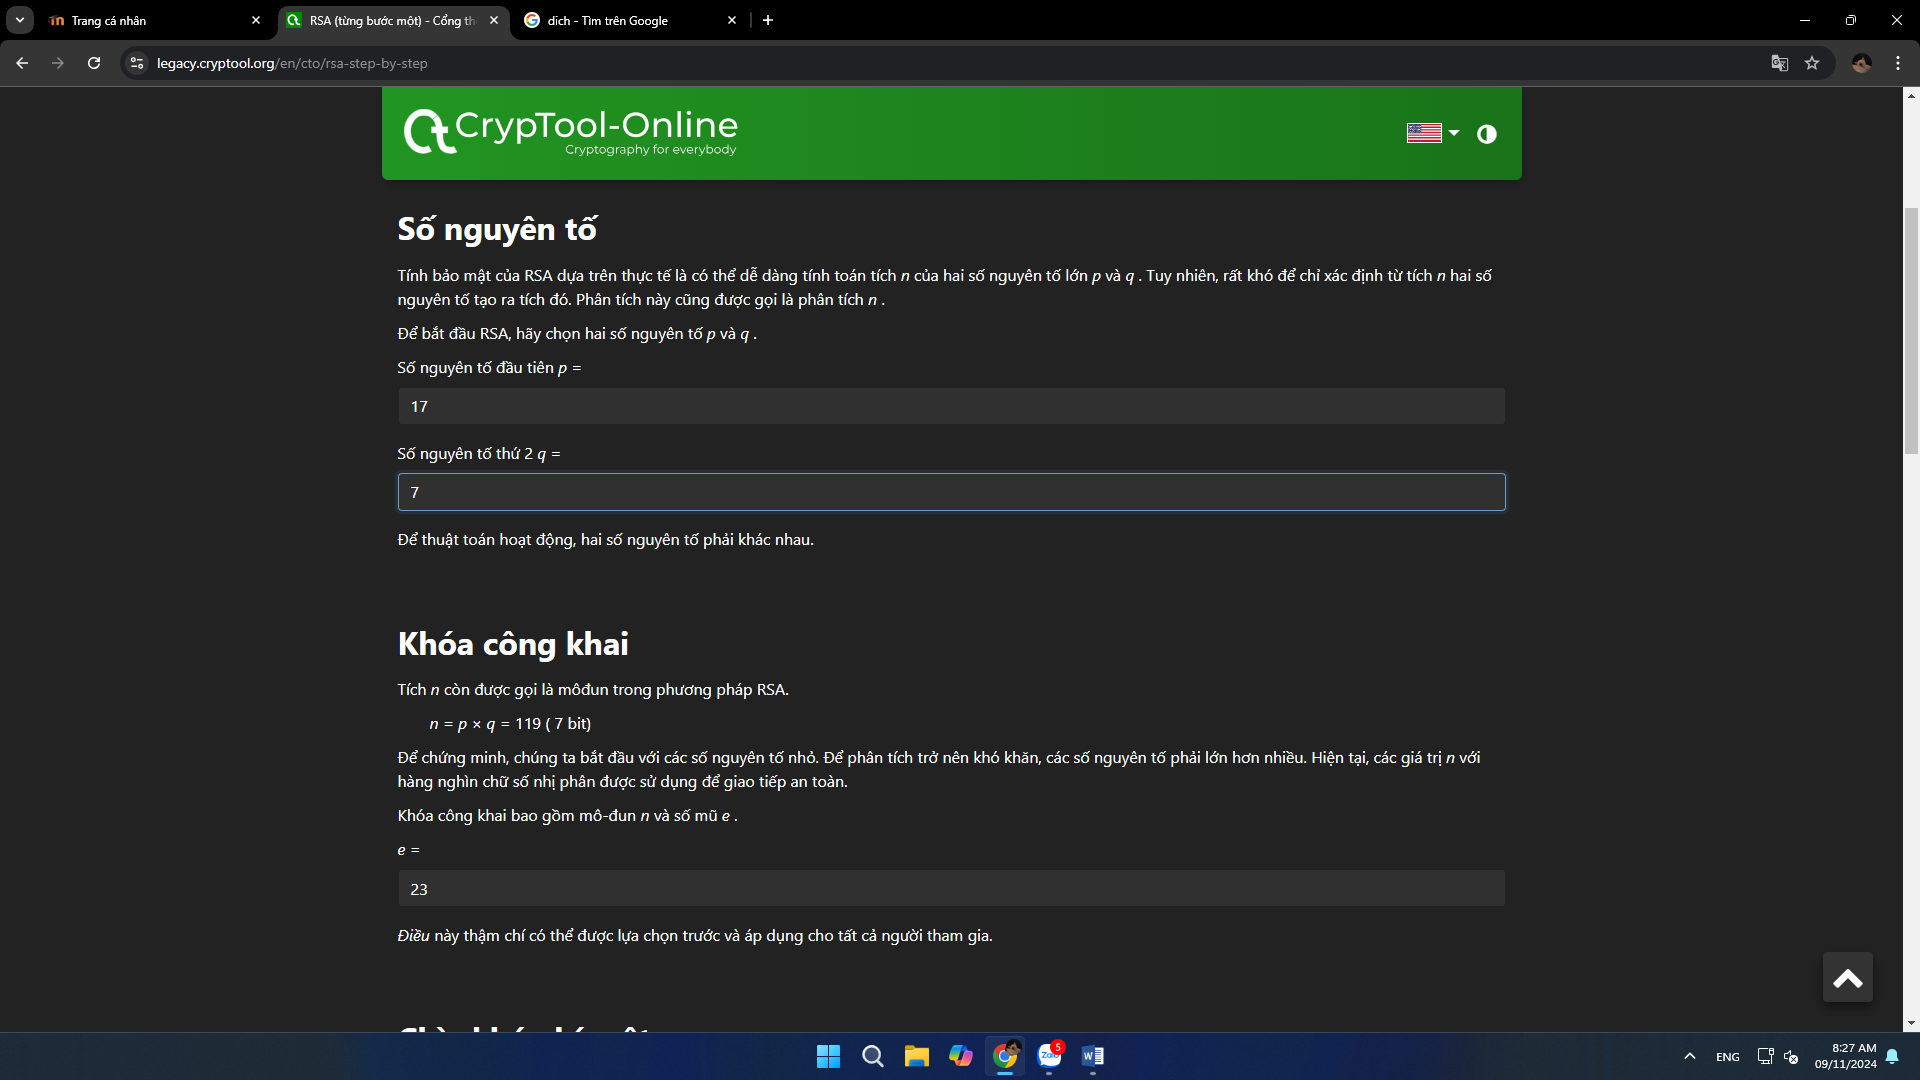 Trang cá nhân
RSA (từng bước một) - Cổng th
dich - Tìm trên Google
legacy.cryptool.org/en/cto/rsa-step-by-step
CrypTool-Online
Cryptography for everybody
Số nguyên tố
Tính bảo mật của RSA dựa trên thực tế là có thể dễ dàng tính toán tích n của hai số nguyên tố lớn p và q . Tuy nhiên, rất khó để chỉ xác định từ tích n hai số
nguyên tố tạo ra tích đó. Phân tích này cũng được gọi là phân tích n .
Để bắt đầu RSA, hãy chọn hai số nguyên tố p và q .
Số nguyên tố đầu tiên p =
17
Số nguyên tố thứ 2 q =
7
Để thuật toán hoạt động, hai số nguyên tố phải khác nhau.
Khóa công khai
Tích n còn được gọi là môđun trong phương pháp RSA.
n = p × q = 119 ( 7 bit)
Để chứng minh, chúng ta bắt đầu với các số nguyên tố nhỏ. Để phân tích trở nên khó khăn, các số nguyên tố phải lớn hơn nhiều. Hiện tại, các giá trị n với
hàng nghìn chữ số nhị phân được sử dụng để giao tiếp an toàn.
Khóa công khai bao gồm mô-đun n và số mũ e .
e =
23
Điều này thậm chí có thể được lựa chọn trước và áp dụng cho tất cả người tham gia.
Zalo
5
ENG
8:27 AM
09/11/2024